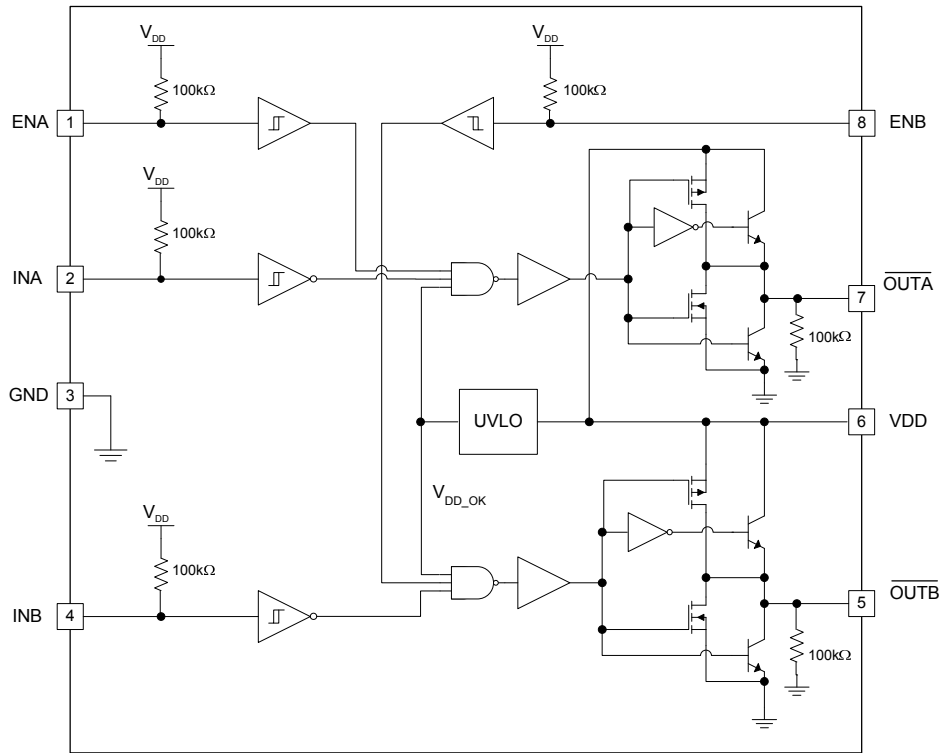 V_DD
100kΩ
V_DD
100kΩ
ENA
1
8
ENB
V_DD
100kΩ
INA
2
7
OUTA
100kΩ
GND
3
UVLO
6
VDD
V_DD_OK
V_DD
100kΩ
INB
4
5
OUTB
100kΩ